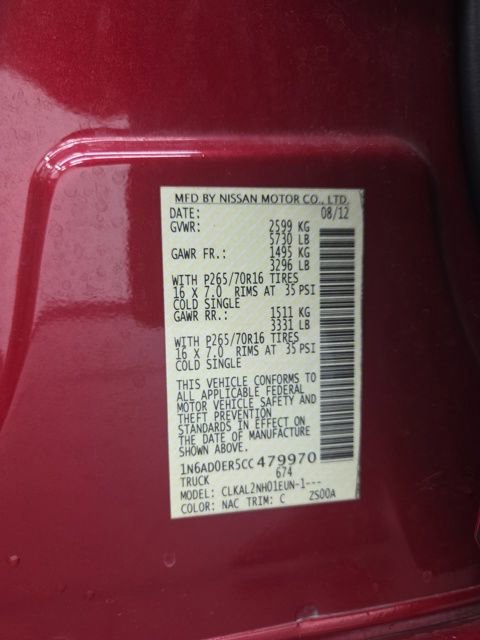 MFD BY NISSAN MOTOR CO., LTD.
DATE: 08/12
GVWR: 2599 KG
5730 LB
GAWR FR.: 1495 KG
3296 LB
WITH P265/70R16 TIRES
16 X 7.0 RIMS AT 35 PSI
COLD SINGLE
GAWR RR.: 1511 KG
3331 LB
WITH P265/70R16 TIRES
16 X 7.0 RIMS AT 35 PSI
COLD SINGLE
THIS VEHICLE CONFORMS TO
ALL APPLICABLE FEDERAL
MOTOR VEHICLE SAFETY AND
THEFT PREVENTION
STANDARDS IN EFFECT ON
THE DATE OF MANUFACTURE
SHOWN ABOVE.
1N6AD0ER5CC479970
TRUCK 674
MODEL: CLKAL2NH01EUN-1---
COLOR: NAC TRIM: C ZS00A